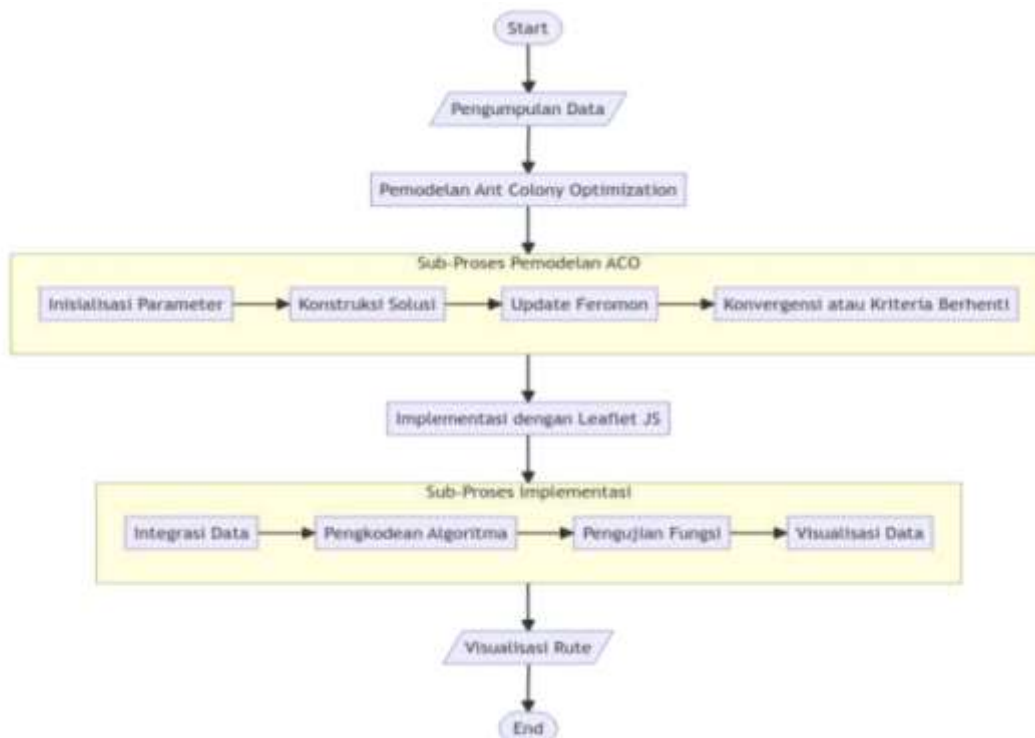 Start
Pengumpulan Data
Pemodelan Ant Colony Optimization
Sub-Proses Pemodelan ACO
Inisialisasi Parameter
Konstruksi Solusi
Update Feromon
Konvergensi atau Kriteria Berhenti
Implementasi dengan Leaflet JS
Sub-Proses Implementasi
Integrasi Data
Pengkodean Algoritma
Pengujian Fungsi
Visualisasi Data
Visualisasi Rute
End